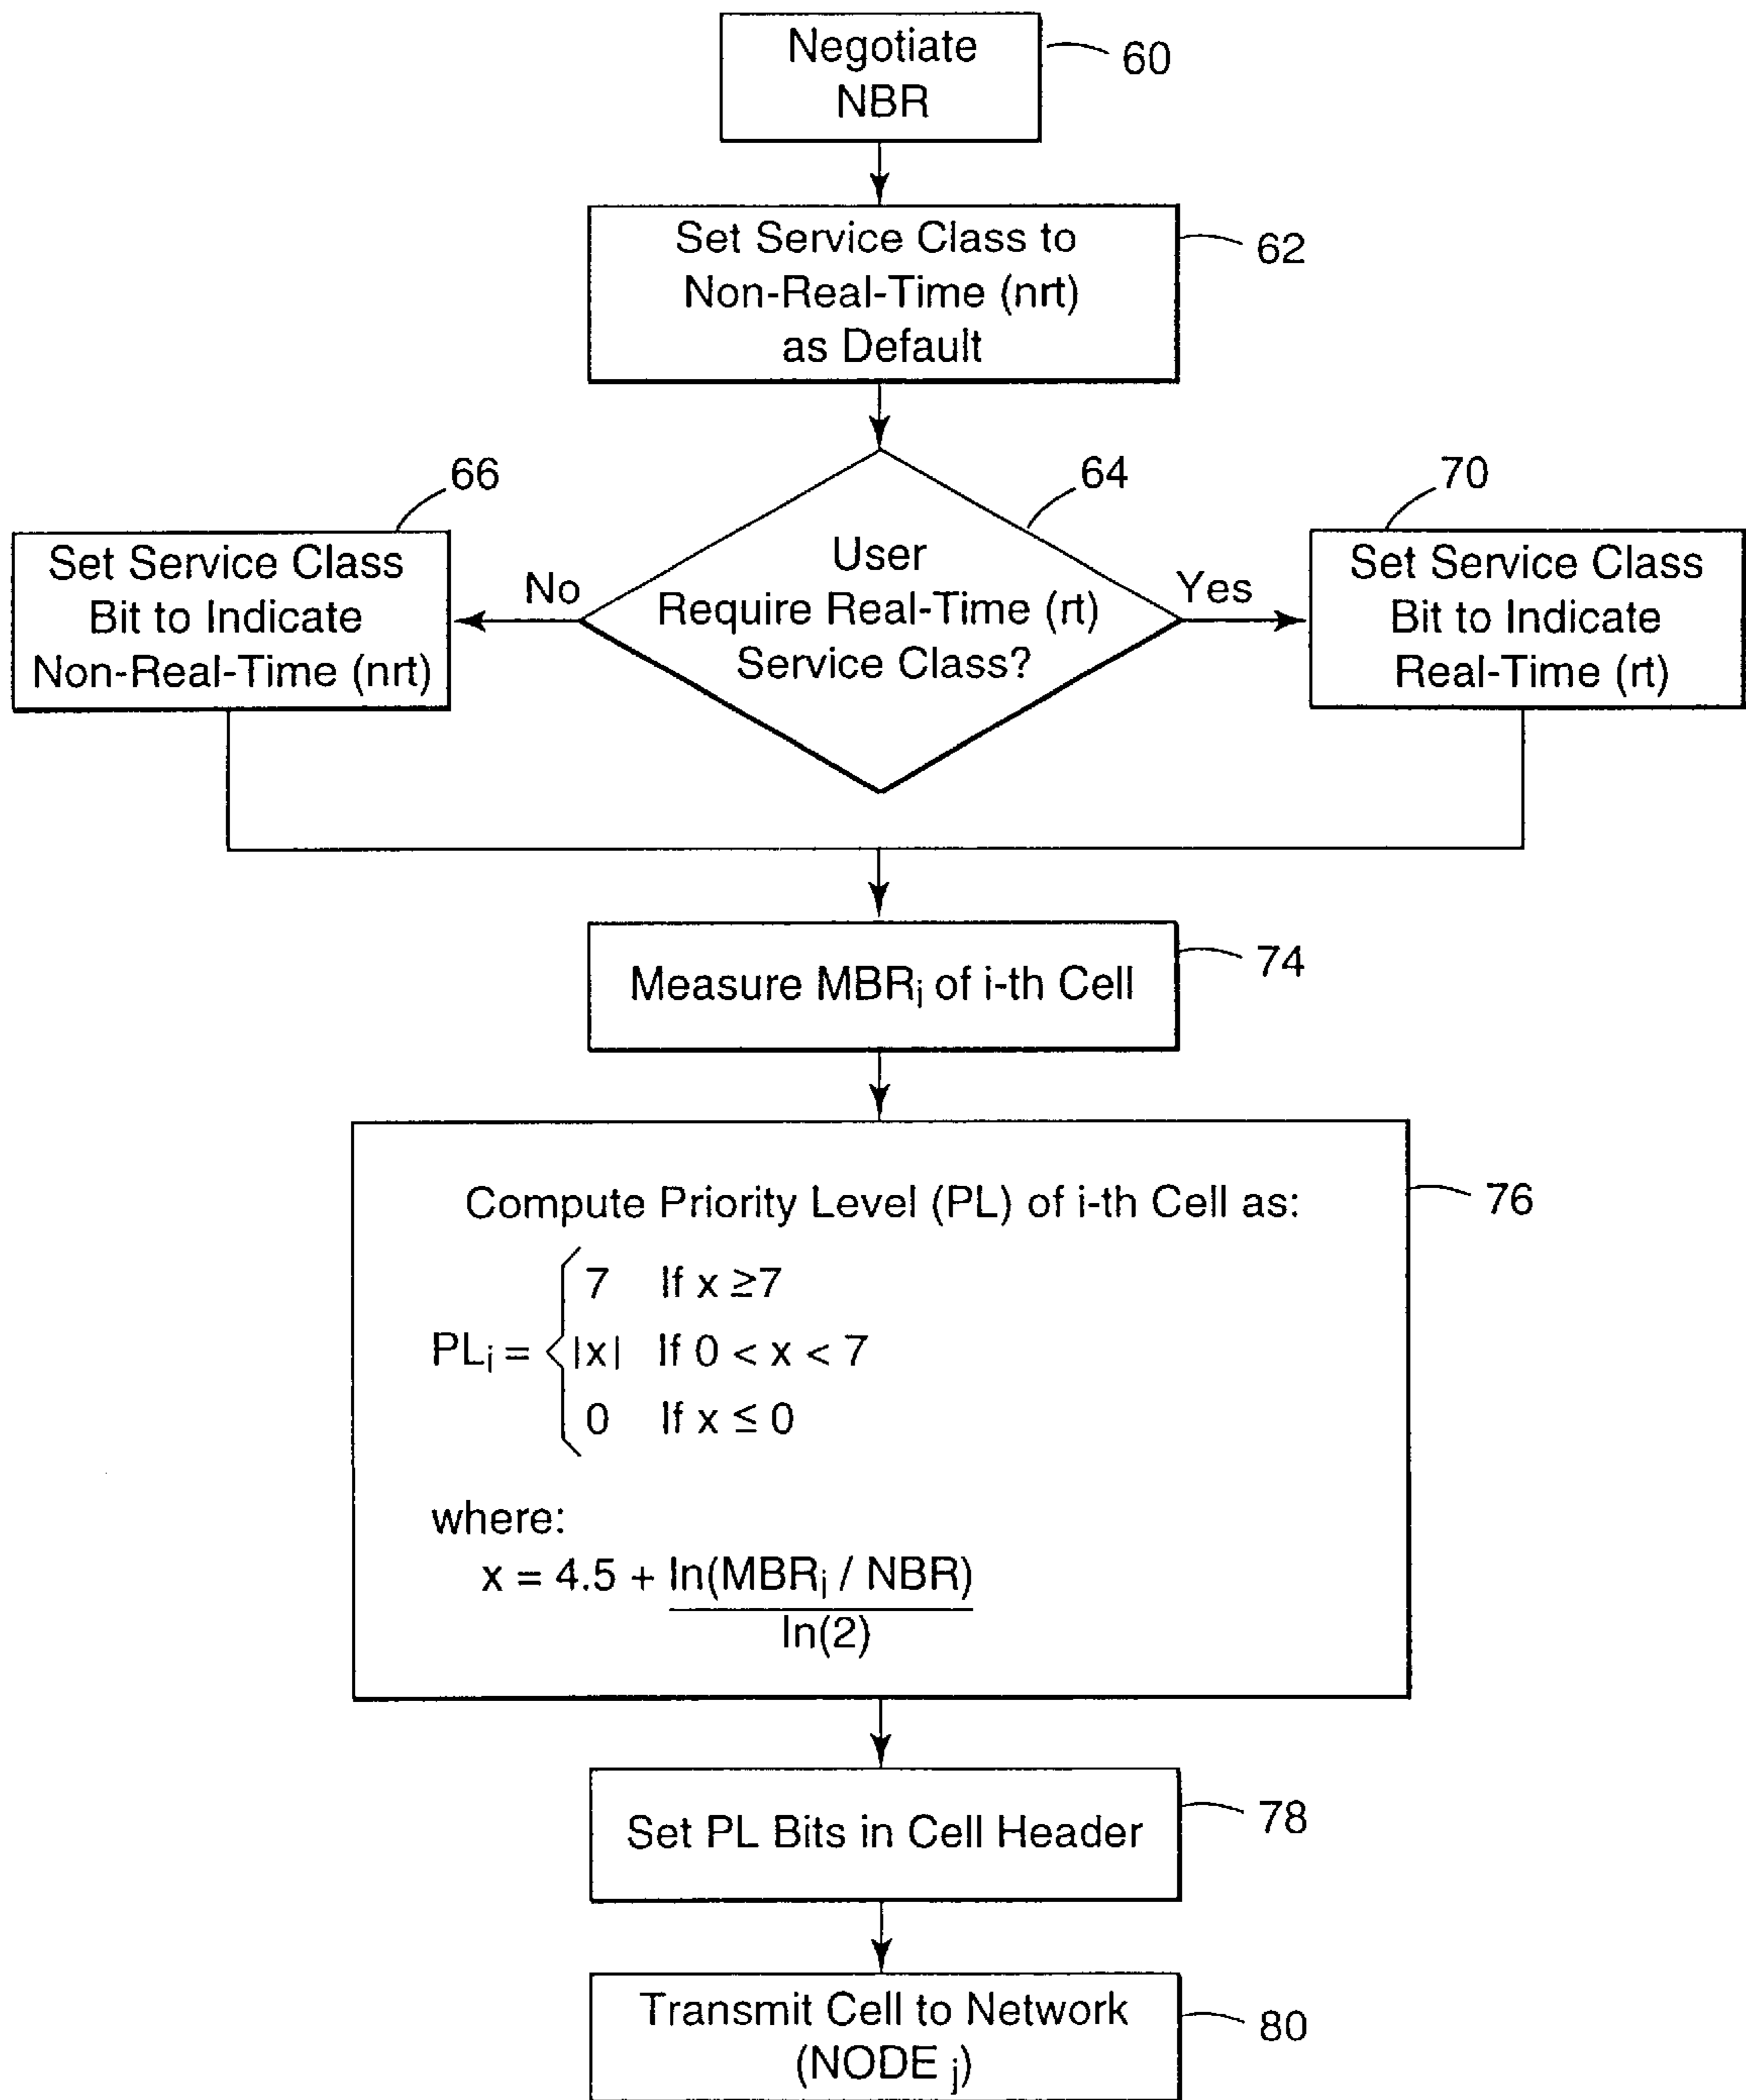 Negotiate
NBR
60
Set Service Class to
Non-Real-Time (nrt)
as Default
62
66
64
70
Set Service Class
Bit to Indicate
Non-Real-Time (nrt)
No
User
Require Real-Time (rt)
Service Class?
Yes
Set Service Class
Bit to Indicate
Real-Time (rt)
Measure MBRj of i-th Cell
74
Compute Priority Level (PL) of i-th Cell as:
76
7 If x ≥7
PLi = { |x| If 0 < x < 7
0 If x ≤ 0
where:
x = 4.5 + ln(MBRi / NBR)
ln(2)
Set PL Bits in Cell Header
78
Transmit Cell to Network
(NODE j)
80